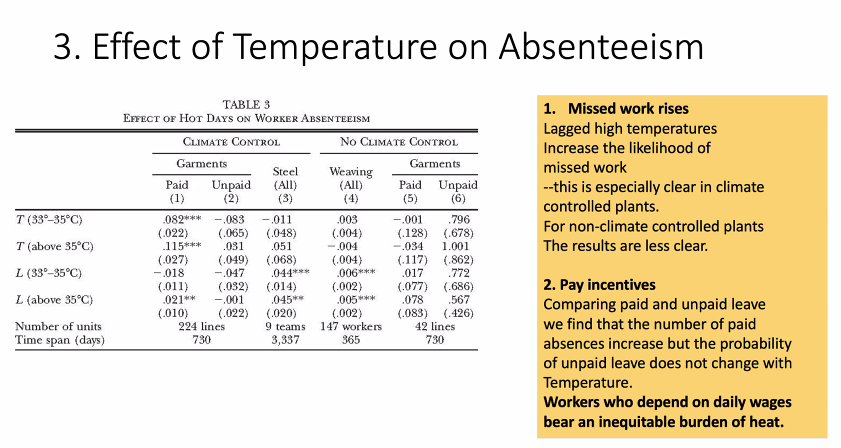 3. Effect of Temperature on Absenteeism
TABLE 3
EFFECT OF HOT DAYS ON WORKER ABSENTEEISM
CLIMATE CONTROL NO CLIMATE CONTROL
Garments Steel Weaving Garments
Paid Unpaid (All) (All) Paid Unpaid
(1) (2) (3) (4) (5) (6)
T (33°–35°C) .082*** −.083 −.011 .003 −.001 .796
(.022) (.065) (.048) (.004) (.128) (.678)
T (above 35°C) .115*** .031 .051 −.004 −.034 1.001
(.027) (.049) (.068) (.004) (.117) (.862)
L (33°–35°C) −.018 −.047 .044*** .006*** .017 .772
(.011) (.032) (.014) (.002) (.077) (.686)
L (above 35°C) .021** −.001 .045** .005*** .078 .567
(.010) (.022) (.020) (.002) (.083) (.426)
Number of units 224 lines 9 teams 147 workers 42 lines
Time span (days) 730 3,337 365 730
1. Missed work rises
Lagged high temperatures
Increase the likelihood of
missed work
--this is especially clear in climate
controlled plants.
For non-climate controlled plants
The results are less clear.
2. Pay incentives
Comparing paid and unpaid leave
we find that the number of paid
absences increase but the probability
of unpaid leave does not change with
Temperature.
Workers who depend on daily wages
bear an inequitable burden of heat.